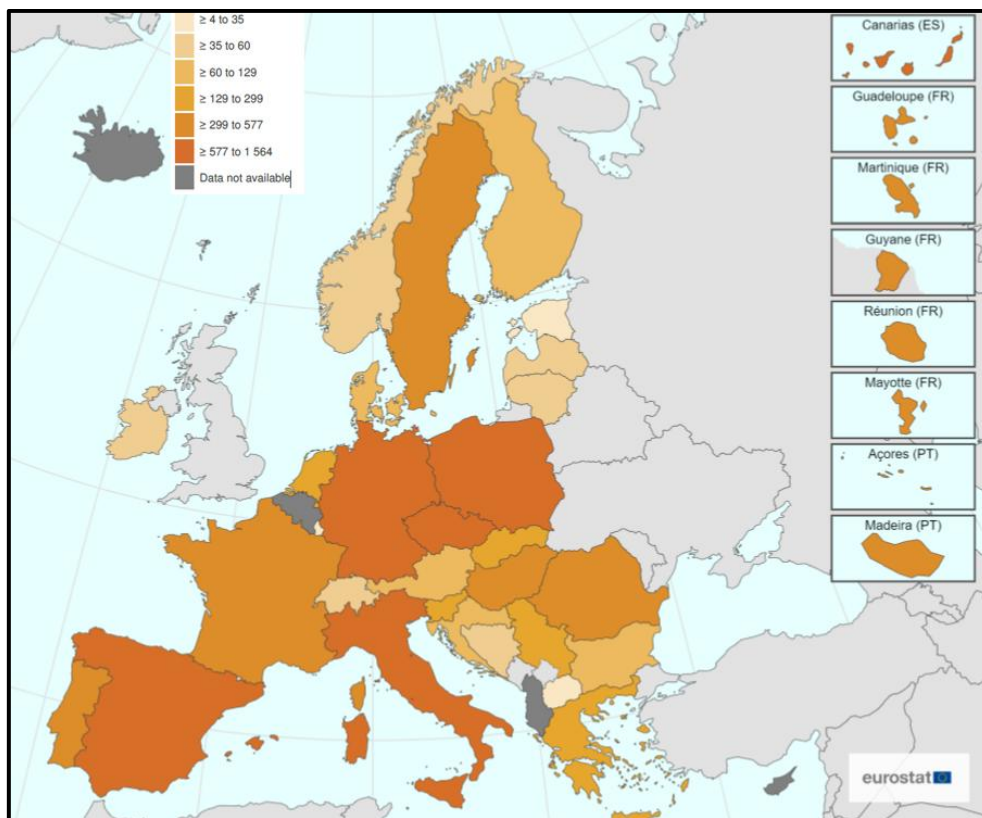 ≥ 4 to 35
≥ 35 to 60
≥ 60 to 129
≥ 129 to 299
≥ 299 to 577
≥ 577 to 1 564
Data not available
Canarias (ES)
Guadeloupe (FR)
Martinique (FR)
Guyane (FR)
Réunion (FR)
Mayotte (FR)
Açores (PT)
Madeira (PT)
eurostat